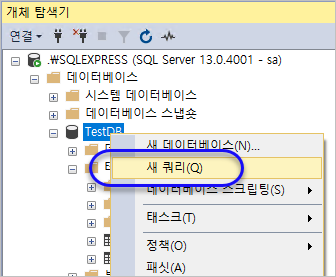 개체 탐색기
연결
.\SQLEXPRESS (SQL Server 13.0.4001 - sa)
데이터베이스
시스템 데이터베이스
데이터베이스 스냅숏
TestDB
새 데이터베이스(N)...
새 쿼리(Q)
데이터베이스 스크립팅(S)
태스크(T)
정책(O)
패싯(A)